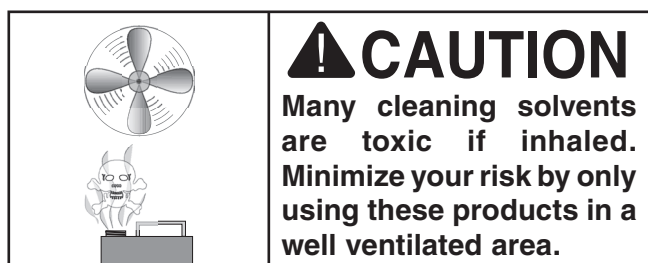 CAUTION
Many cleaning solvents
are toxic if inhaled.
Minimize your risk by only
using these products in a
well ventilated area.